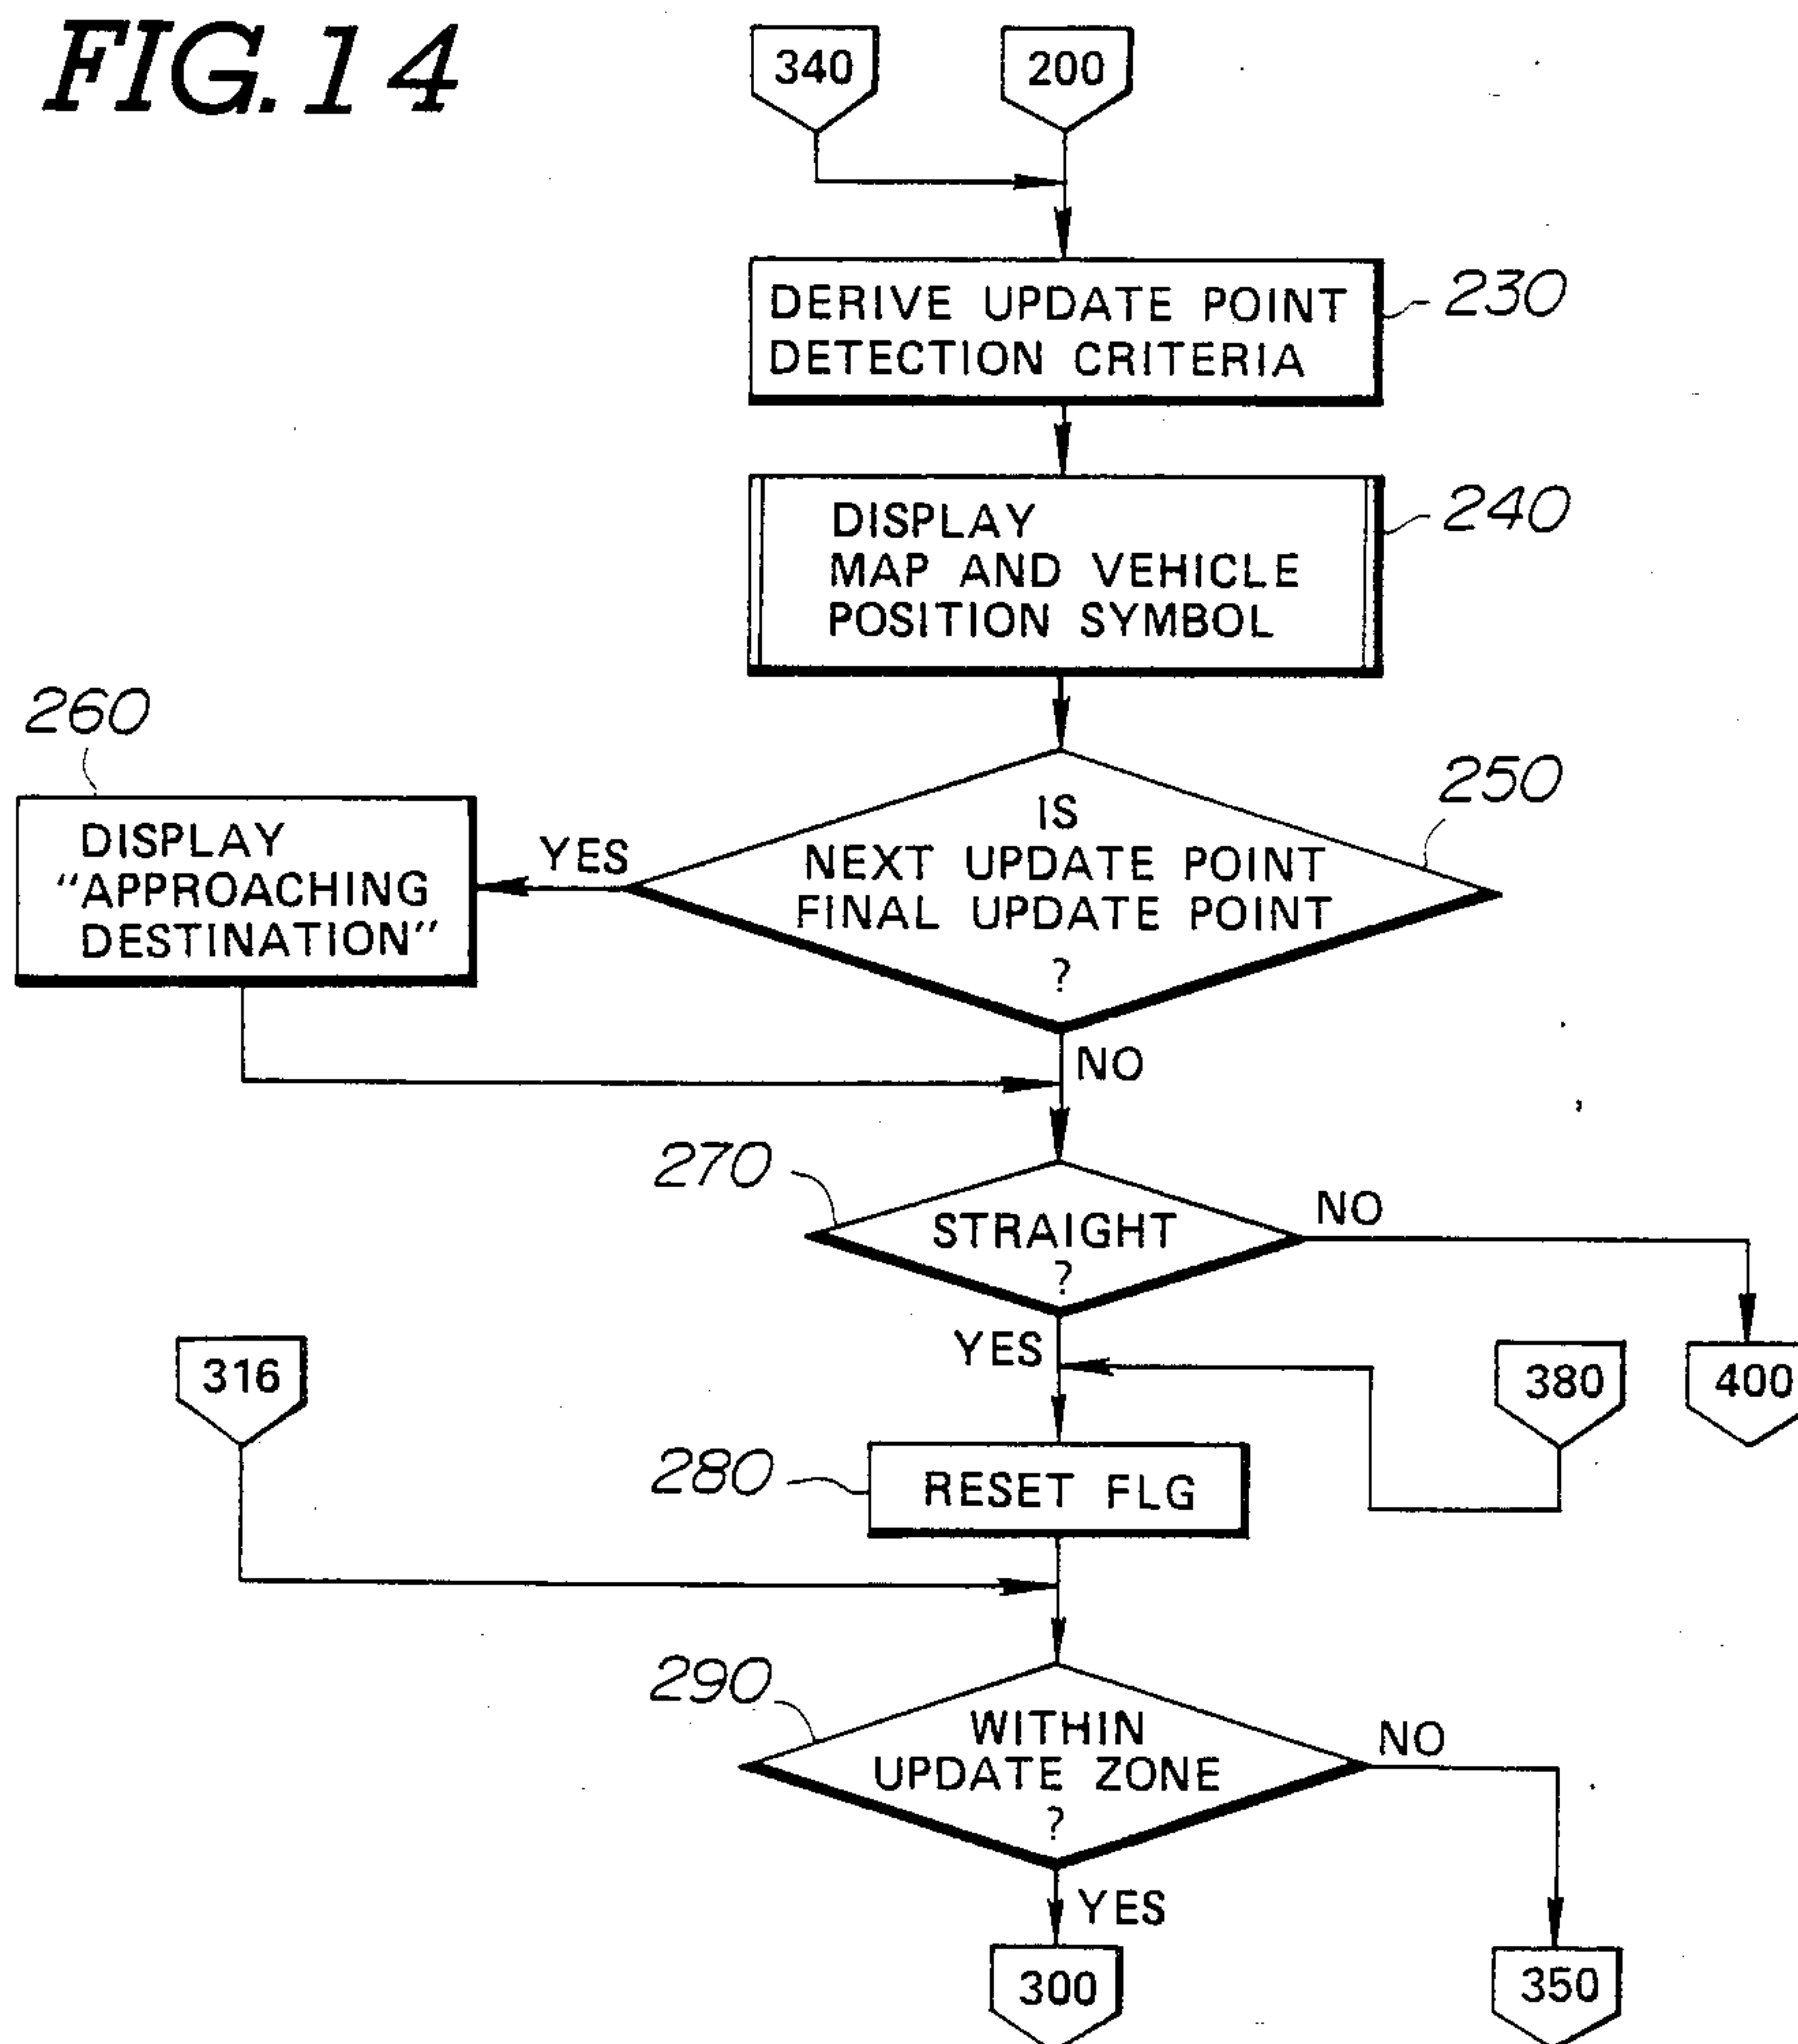 FIG. 14
340
200
DERIVE UPDATE POINT
DETECTION CRITERIA
230
DISPLAY
MAP AND VEHICLE
POSITION SYMBOL
240
260
DISPLAY
"APPROACHING
DESTINATION"
YES
IS
NEXT UPDATE POINT
FINAL UPDATE POINT
?
250
NO
270
STRAIGHT
?
NO
YES
316
380
400
280
RESET FLG
290
WITHIN
UPDATE ZONE
?
NO
YES
300
350